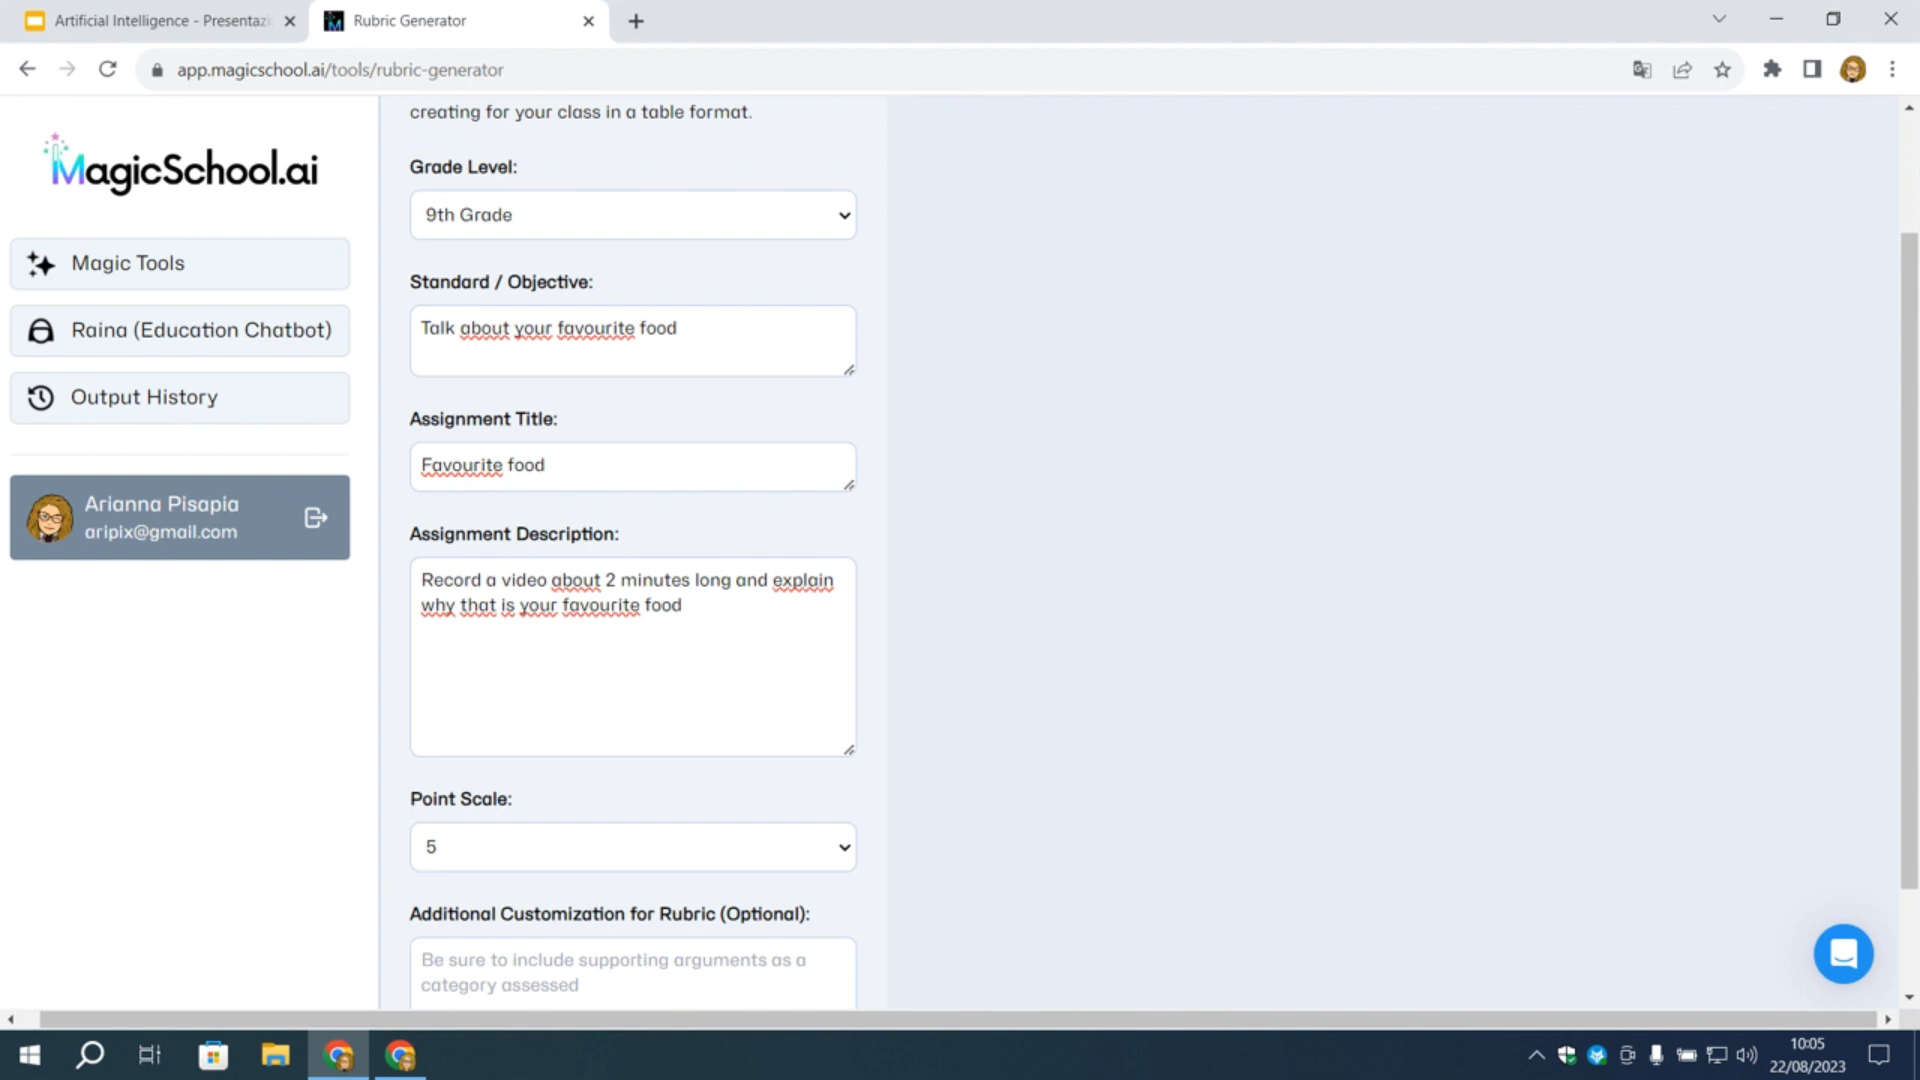 Artificial Intelligence - Presentazi
Rubric Generator
app.magicschool.ai/tools/rubric-generator
MagicSchool.ai
Magic Tools
Raina (Education Chatbot)
Output History
Arianna Pisapia
aripix@gmail.com
creating for your class in a table format.
Grade Level:
9th Grade
Standard / Objective:
Talk about your favourite food
Assignment Title:
Favourite food
Assignment Description:
Record a video about 2 minutes long and explain
why that is your favourite food
Point Scale:
5
Additional Customization for Rubric (Optional):
Be sure to include supporting arguments as a
category assessed
10:05
22/08/2023